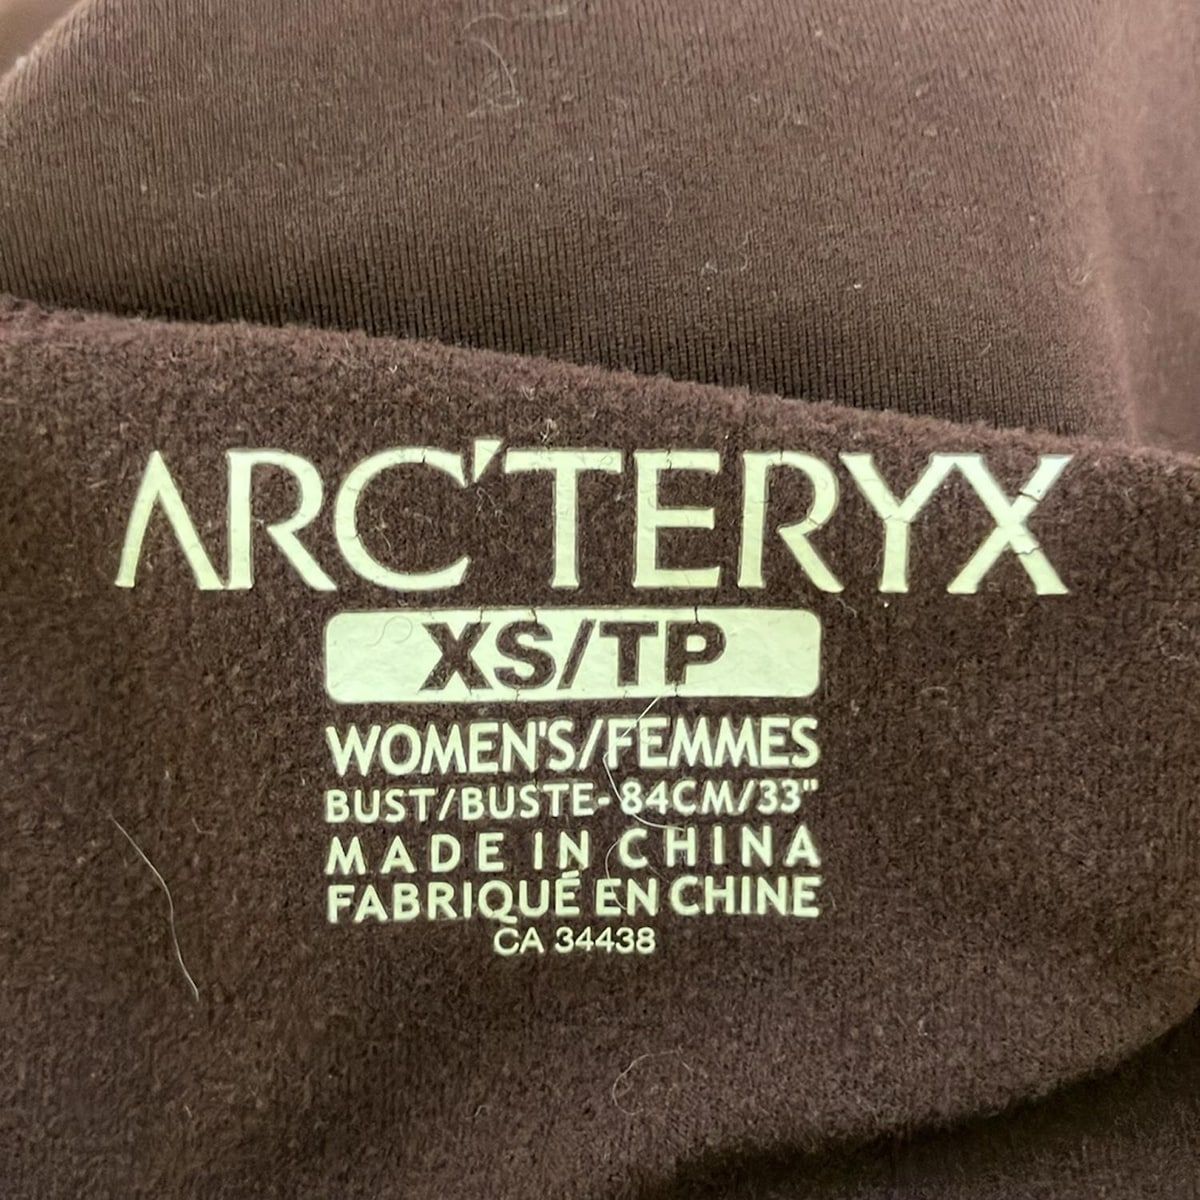 ARC'TERYX
XS/TP
WOMEN'S/FEMMES
BUST/BUSTE- 84CM/33"
MADE IN CHINA
FABRIQUÉ EN CHINE
CA 34438